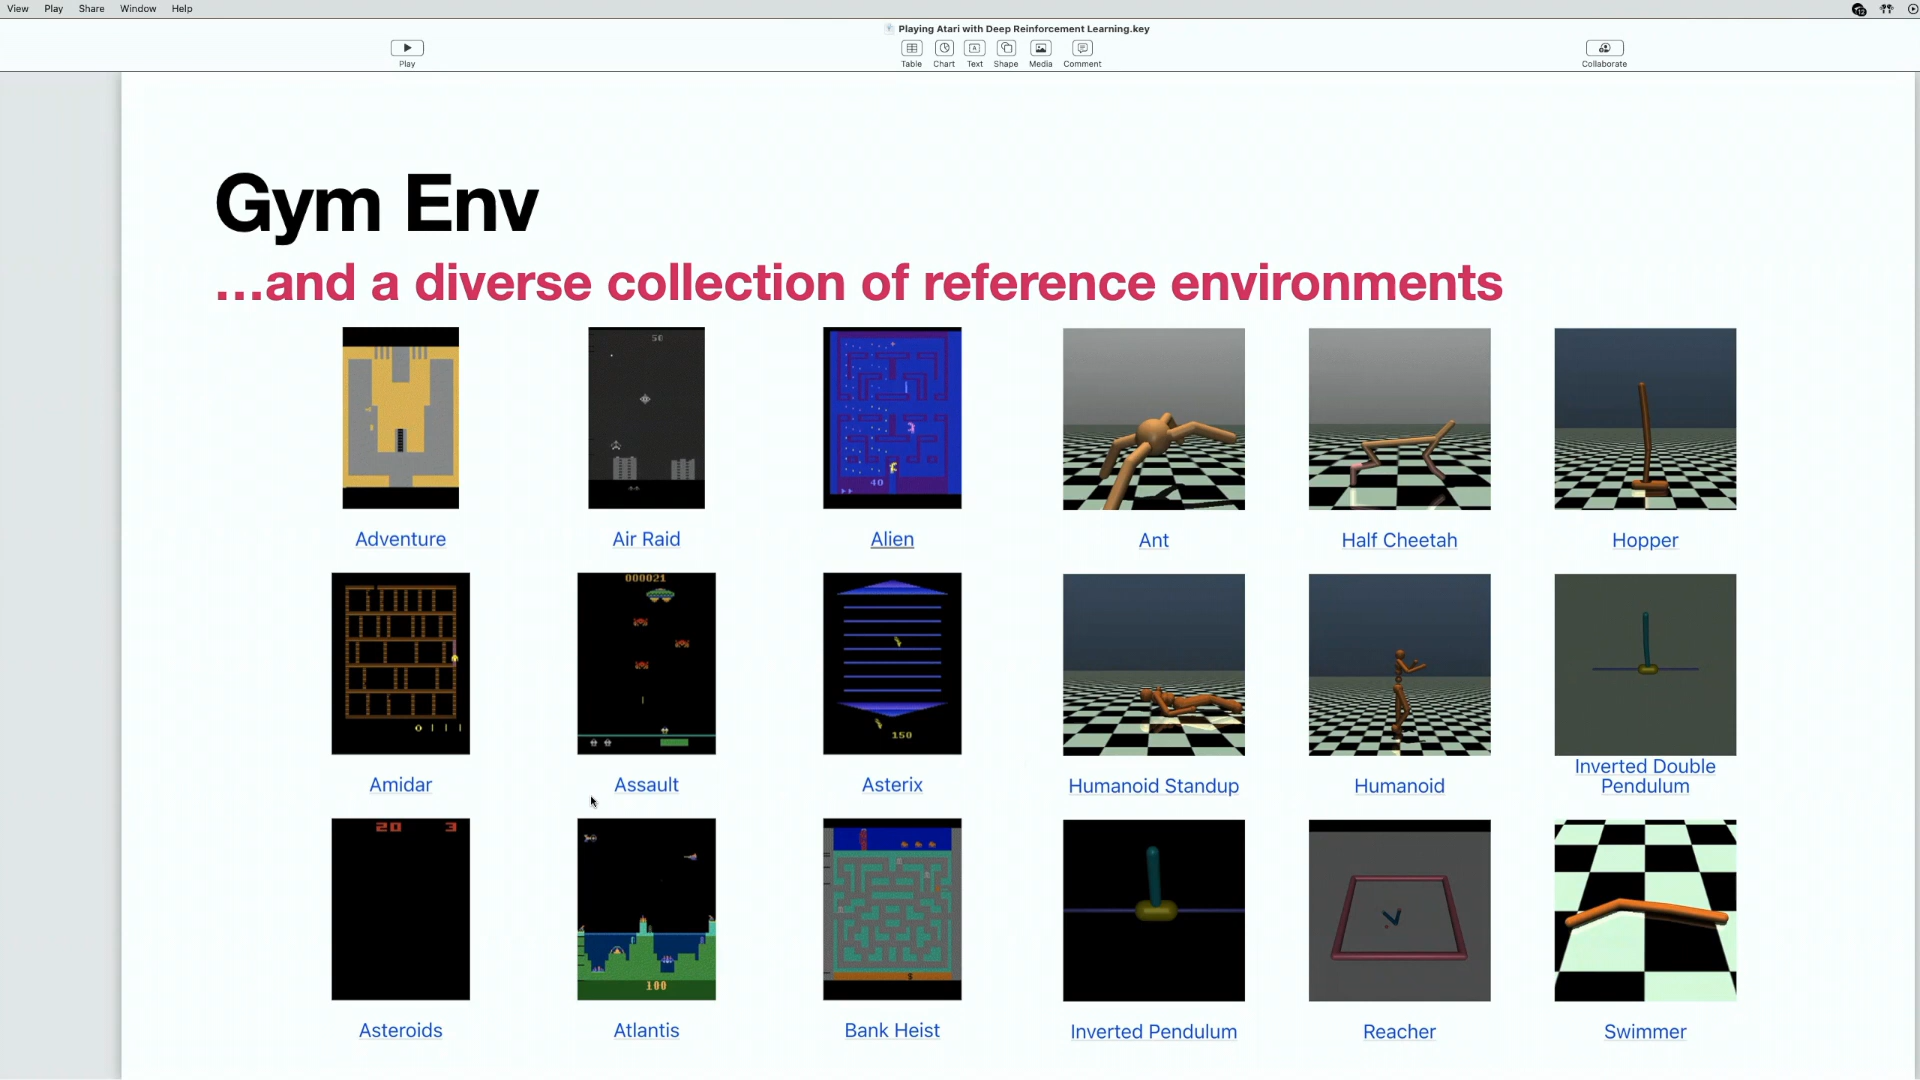 View Play Share Window Help
Playing Atari with Deep Reinforcement Learning.key
Play
Table Chart Text Shape Media Comment
Collaborate
Gym Env
...and a diverse collection of reference environments
50
40
Adventure Air Raid Alien Ant Half Cheetah Hopper
000021
150
Amidar Assault Asterix Humanoid Standup Humanoid Inverted Double
Pendulum
20 3
100
Asteroids Atlantis Bank Heist Inverted Pendulum Reacher Swimmer